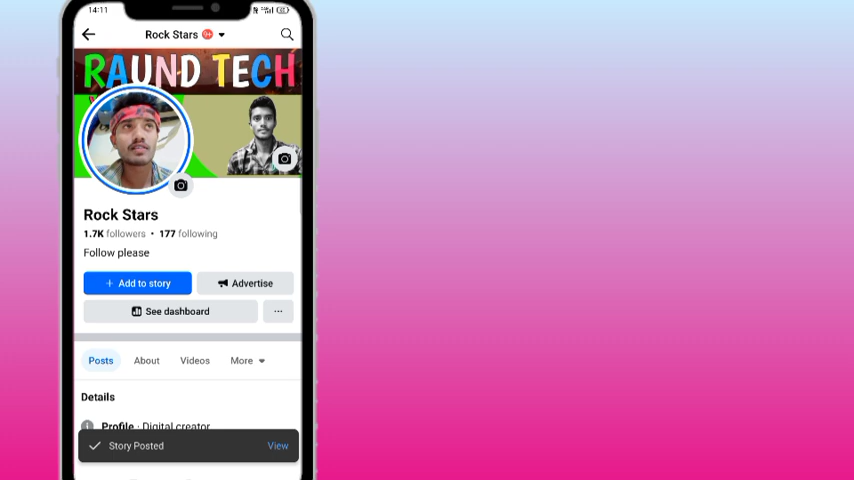 14:11
Rock Stars 9+
RAUND TECH
Rock Stars
1.7K followers • 177 following
Follow please
+ Add to story
Advertise
See dashboard
...
Posts About Videos More
Details
Profile · Digital creator
Story Posted View